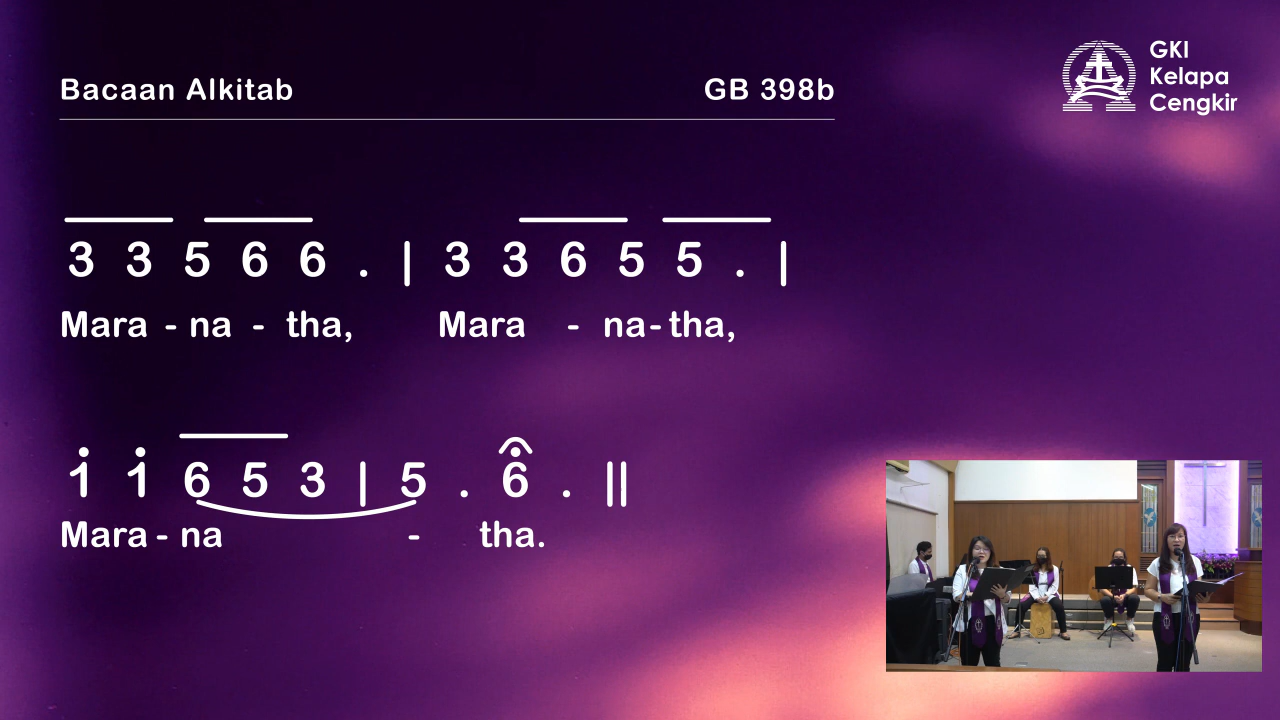 Bacaan Alkitab GB 398b
GKI
Kelapa
Cengkir
3 3 5 6 6 . | 3 3 6 5 5 . |
Mara - na - tha, Mara - na - tha,
1̇ 1̇ 6 5 3 | 5 . 6 . ||
Mara - na - tha.